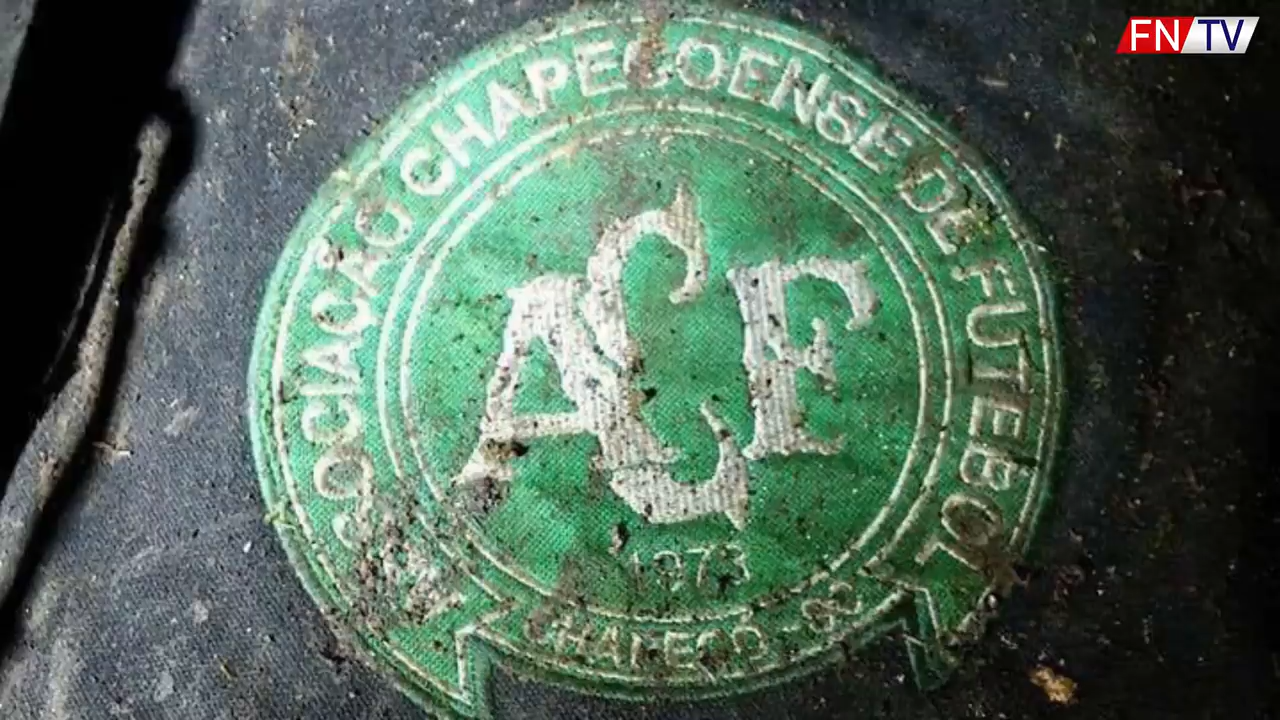 FNTV
ASSOCIAÇÃO CHAPECOENSE DE FUTEBOL
ACF
1973
CHAPECÓ - SC